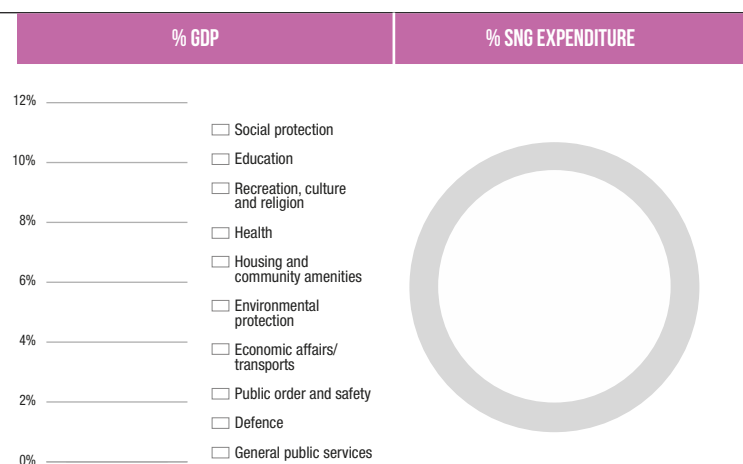 % GDP
% SNG EXPENDITURE
12%
10%
8%
6%
4%
2%
0%
Social protection
Education
Recreation, culture
and religion
Health
Housing and
community amenities
Environmental
protection
Economic affairs/
transports
Public order and safety
Defence
General public services